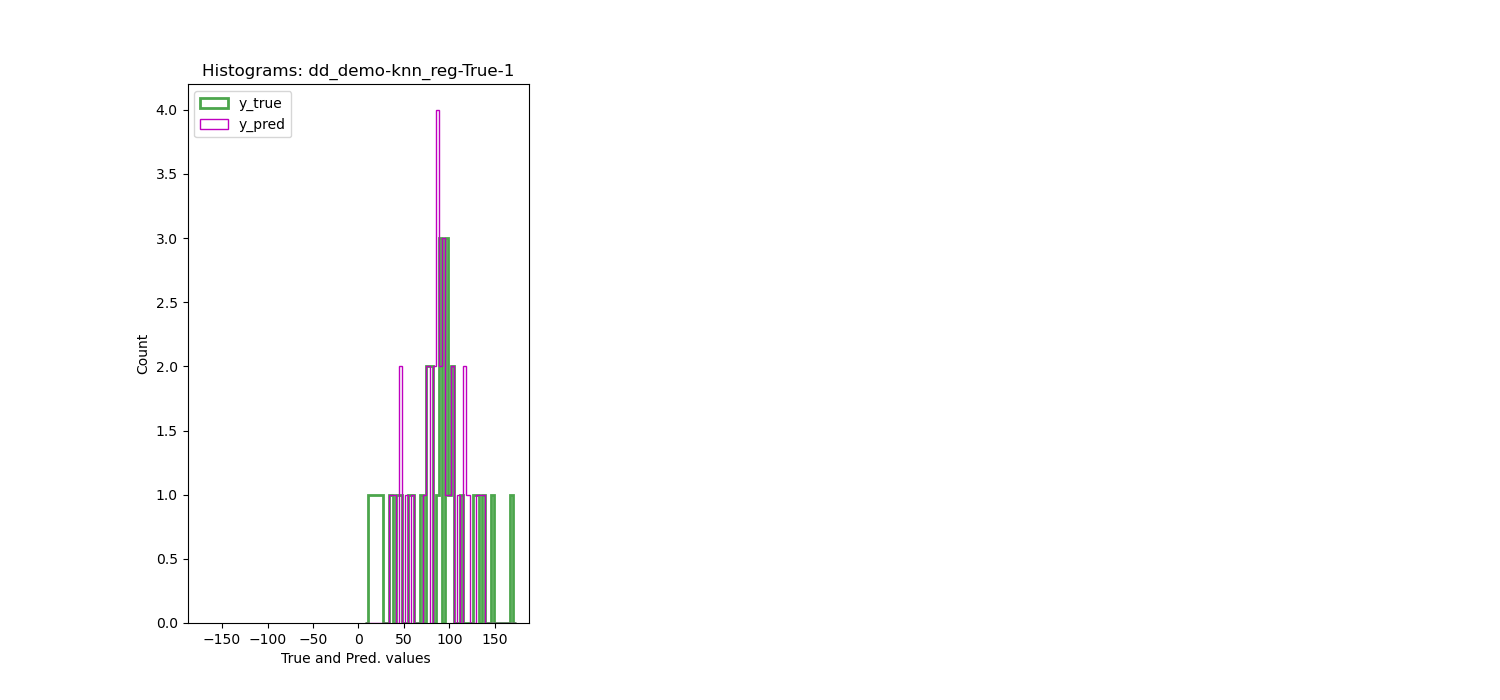 Histograms: dd_demo-knn_reg-True-1
y_true
y_pred
4.0
3.5
3.0
2.5
2.0
1.5
1.0
0.5
0.0
Count
−150 −100 −50 0 50 100 150
True and Pred. values